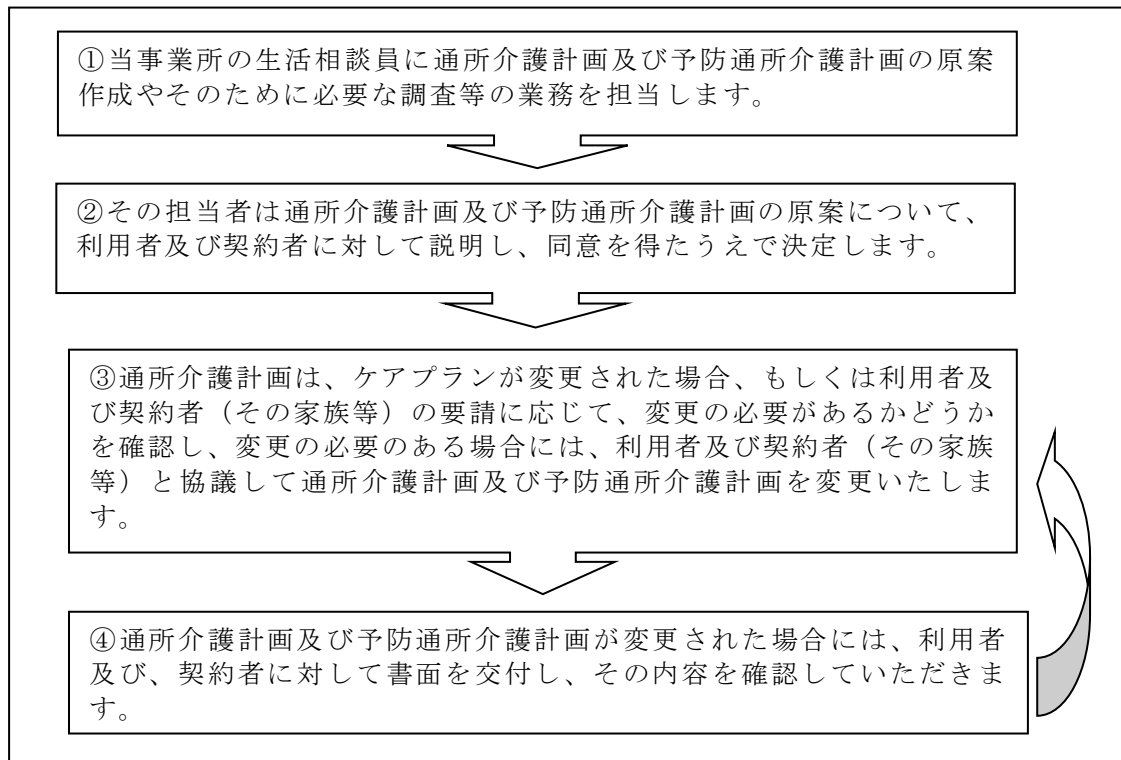 ①当事業所の生活相談員に通所介護計画及び予防通所介護計画の原案
作成やそのために必要な調査等の業務を担当します。
②その担当者は通所介護計画及び予防通所介護計画の原案について、
利用者及び契約者に対して説明し、同意を得たうえで決定します。
③通所介護計画は、ケアプランが変更された場合、もしくは利用者及
び契約者（その家族等）の要請に応じて、変更の必要があるかどうか
を確認し、変更の必要のある場合には、利用者及び契約者（その家族
等）と協議して通所介護計画及び予防通所介護計画を変更いたしま
す。
④通所介護計画及び予防通所介護計画が変更された場合には、利用者
及び、契約者に対して書面を交付し、その内容を確認していただきま
す。